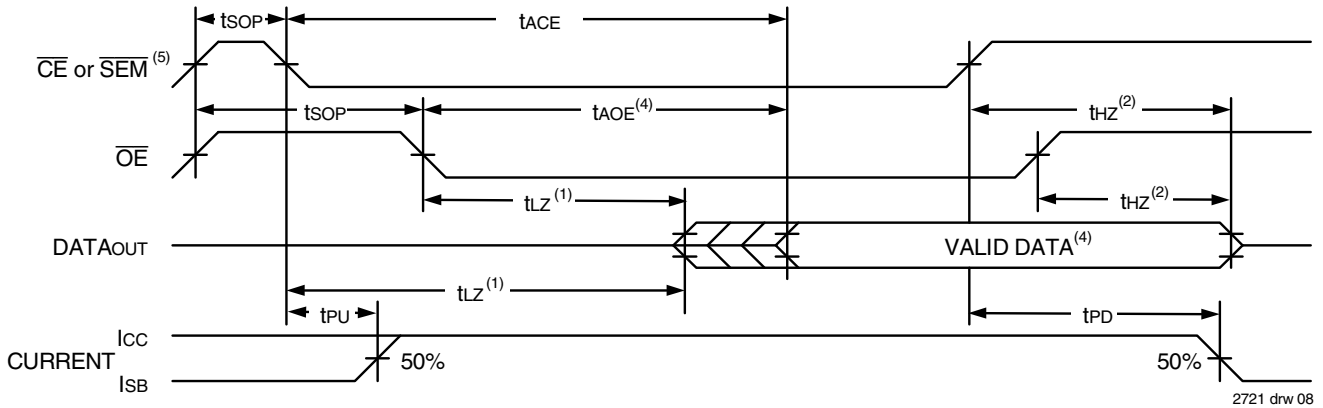 tSOP tACE
CE or SEM (5)
tSOP tAOE(4) tHZ(2)
OE
tLZ(1) tHZ(2)
DATAOUT VALID DATA(4)
tLZ(1)
tPU tPD
ICC
CURRENT 50% 50%
ISB
2721 drw 08